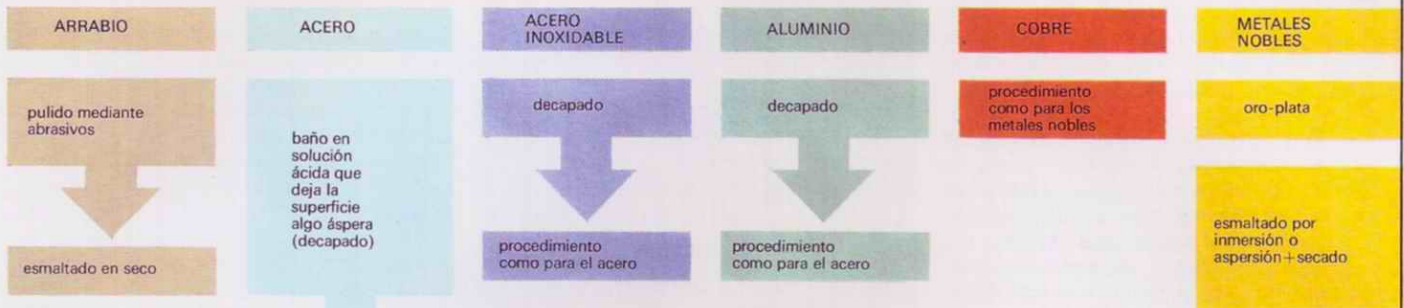 ARRABIO
ACERO
ACERO
INOXIDABLE
ALUMINIO
COBRE
METALES
NOBLES
pulido mediante
abrasivos
esmaltado en seco
baño en
solución
ácida que
deja la
superficie
algo áspera
(decapado)
decapado
procedimiento
como para el acero
decapado
procedimiento
como para el acero
procedimiento
como para los
metales nobles
oro-plata
esmaltado por
inmersión o
aspersión+secado